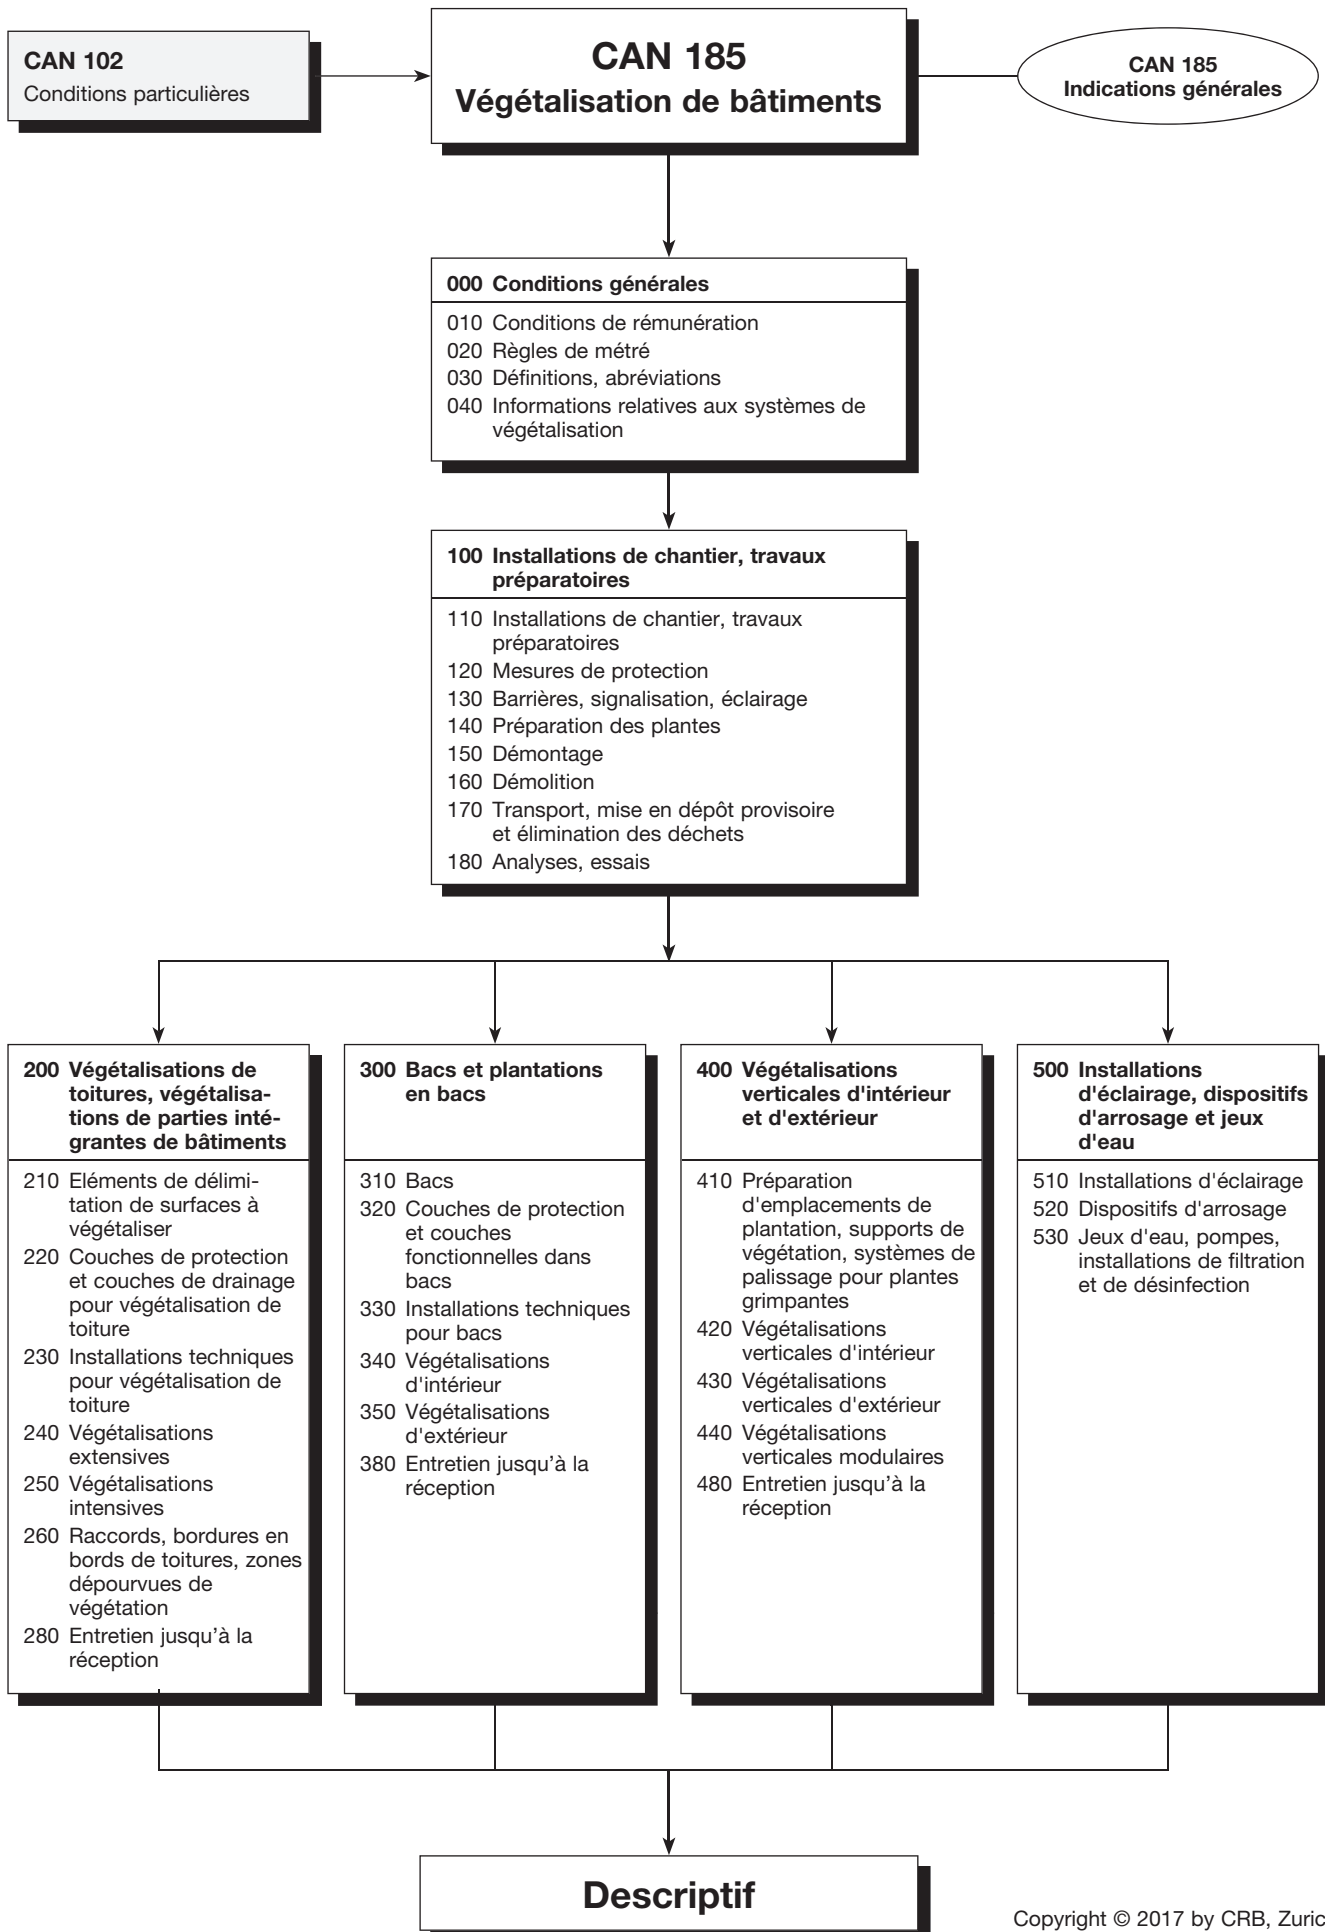 CAN 102
Conditions particulières
CAN 185
Végétalisation de bâtiments
CAN 185
Indications générales
000 Conditions générales
010 Conditions de rémunération
020 Règles de métré
030 Définitions, abréviations
040 Informations relatives aux systèmes de
végétalisation
100 Installations de chantier, travaux
préparatoires
110 Installations de chantier, travaux
préparatoires
120 Mesures de protection
130 Barrières, signalisation, éclairage
140 Préparation des plantes
150 Démontage
160 Démolition
170 Transport, mise en dépôt provisoire
et élimination des déchets
180 Analyses, essais
200 Végétalisations de
toitures, végétalisa-
tions de parties inté-
grantes de bâtiments
210 Eléments de délimi-
tation de surfaces à
végétaliser
220 Couches de protection
et couches de drainage
pour végétalisation de
toiture
230 Installations techniques
pour végétalisation de
toiture
240 Végétalisations
extensives
250 Végétalisations
intensives
260 Raccords, bordures en
bords de toitures, zones
dépourvues de
végétation
280 Entretien jusqu'à la
réception
300 Bacs et plantations
en bacs
310 Bacs
320 Couches de protection
et couches
fonctionnelles dans
bacs
330 Installations techniques
pour bacs
340 Végétalisations
d'intérieur
350 Végétalisations
d'extérieur
380 Entretien jusqu’à la
réception
400 Végétalisations
verticales d'intérieur
et d'extérieur
410 Préparation
d'emplacements de
plantation, supports de
végétation, systèmes de
palissage pour plantes
grimpantes
420 Végétalisations
verticales d'intérieur
430 Végétalisations
verticales d'extérieur
440 Végétalisations
verticales modulaires
480 Entretien jusqu'à la
réception
500 Installations
d'éclairage, dispositifs
d'arrosage et jeux
d'eau
510 Installations d'éclairage
520 Dispositifs d'arrosage
530 Jeux d'eau, pompes,
installations de filtration
et de désinfection
Descriptif
Copyright © 2017 by CRB, Zuric